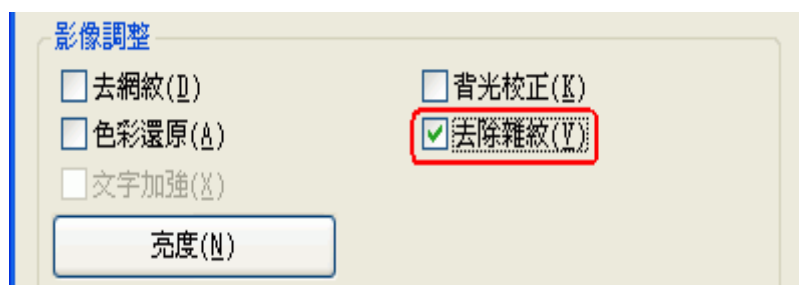 影像調整
去網紋(D)
背光校正(K)
色彩還原(A)
去除雜紋(Y)
文字加強(X)
亮度(N)